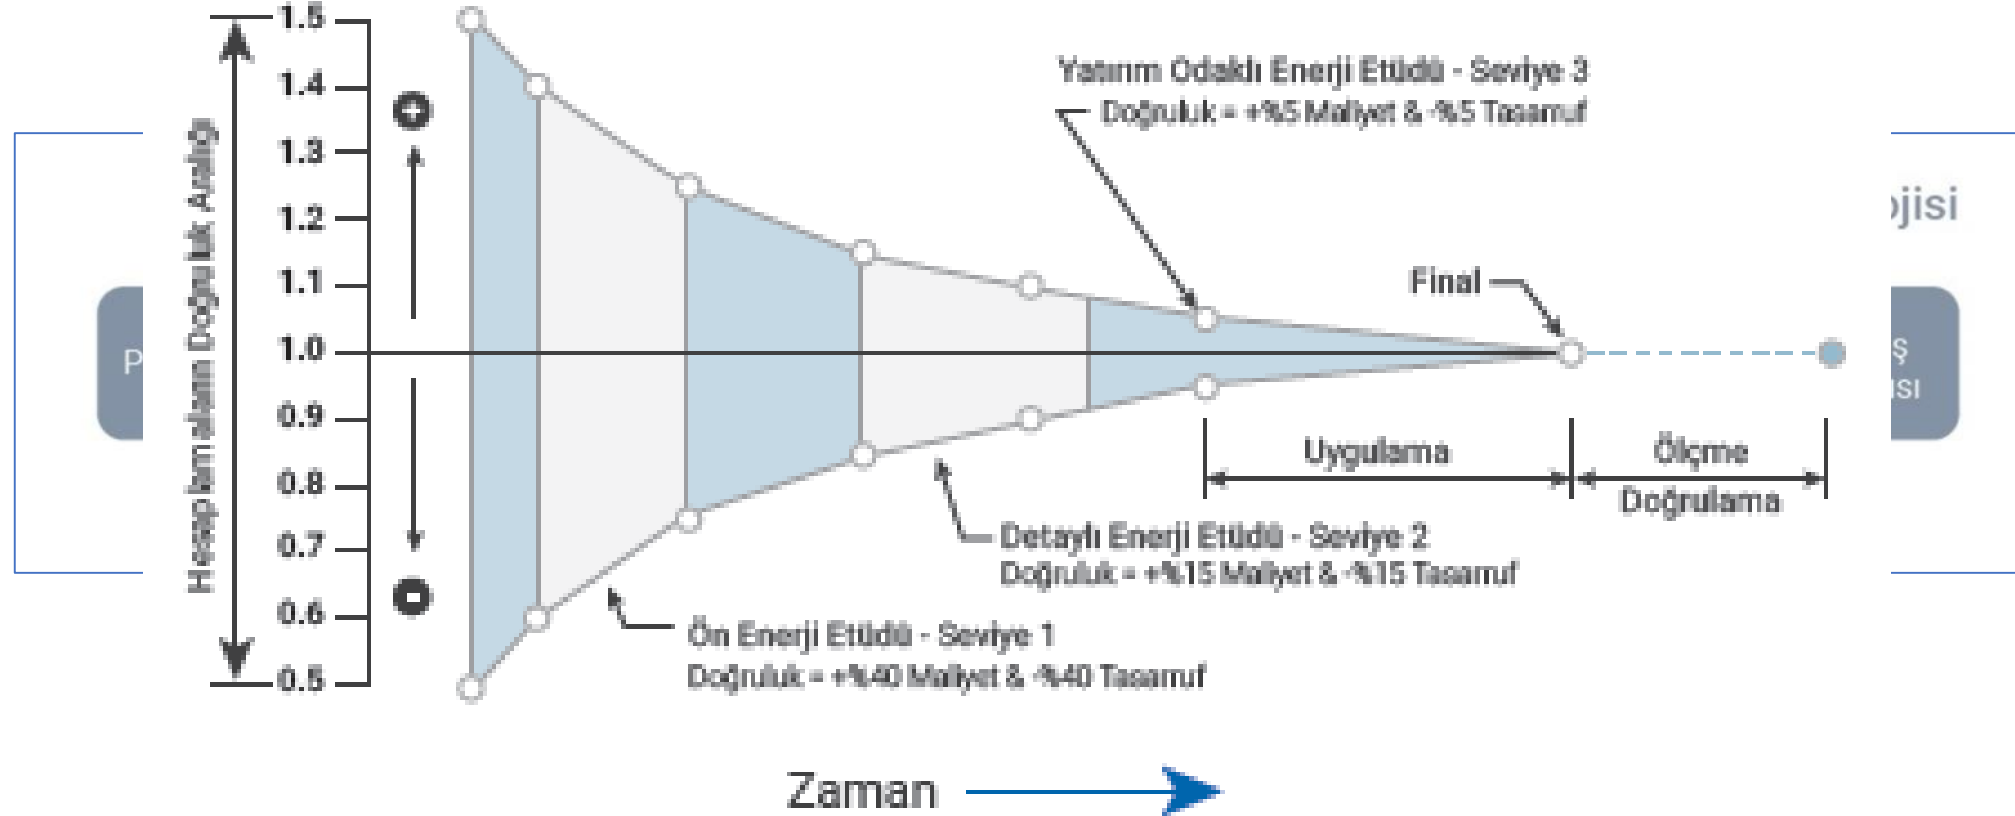 Hesaplamaların Doğruluk Aralığı
1.5
1.4
1.3
1.2
1.1
1.0
0.9
0.8
0.7
0.6
0.5
Yatırım Odaklı Enerji Etüdü - Seviye 3
Doğruluk = +%5 Maliyet & -%5 Tasarruf
Final
Uygulama
Ölçme
Doğrulama
Detaylı Enerji Etüdü - Seviye 2
Doğruluk = +%15 Maliyet & -%15 Tasarruf
Ön Enerji Etüdü - Seviye 1
Doğruluk = +%40 Maliyet & -%40 Tasarruf
Zaman
P
ojisi
ş
ısı